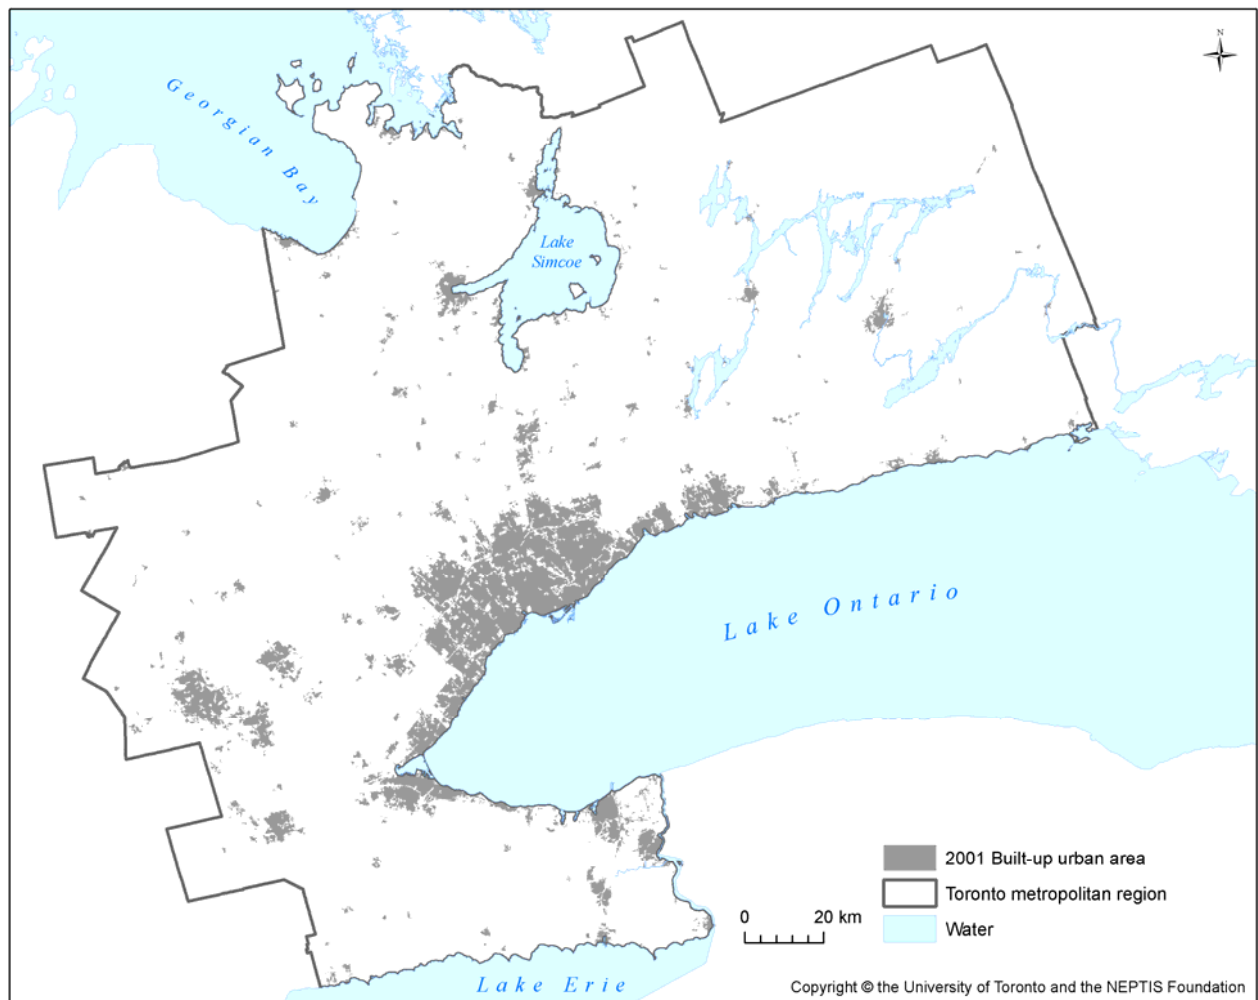 N
Georgian Bay
Lake
Simcoe
Lake Ontario
2001 Built-up urban area
Toronto metropolitan region
Water
0 20 km
Lake Erie
Copyright © the University of Toronto and the NEPTIS Foundation